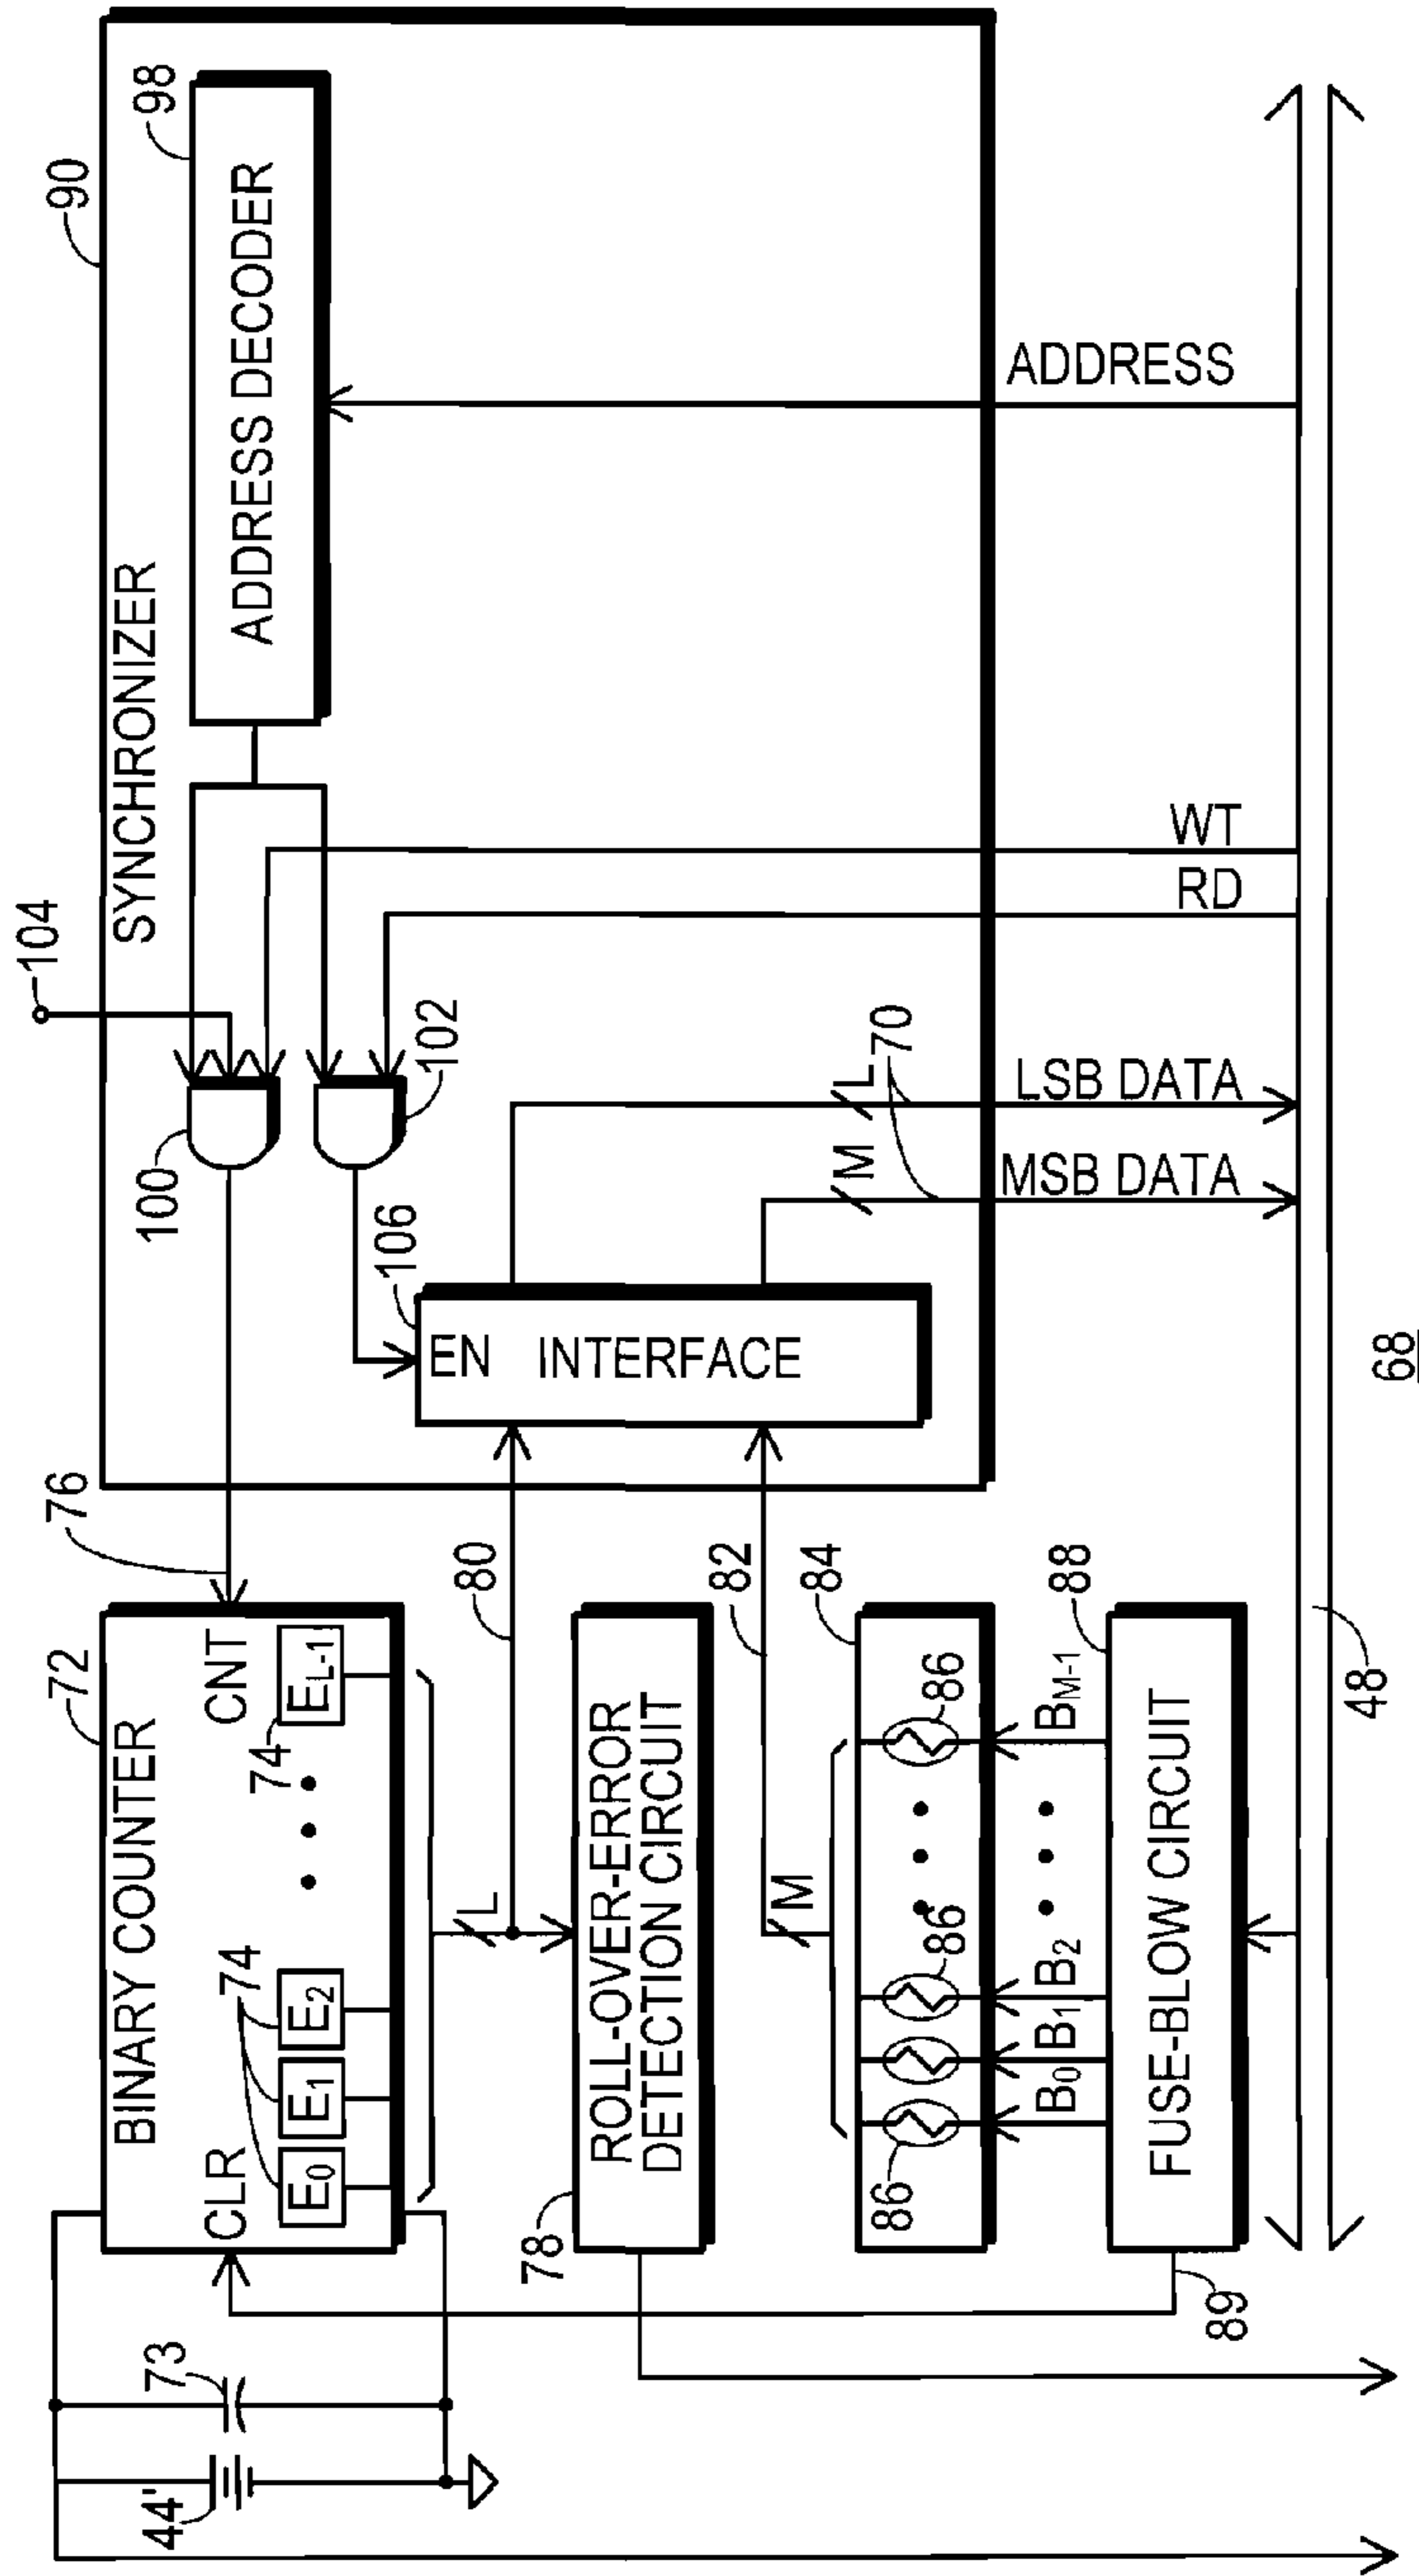 90
SYNCHRONIZER
98
ADDRESS DECODER
104
100
102
106
EN INTERFACE
ADDRESS
WT
RD
L
70
LSB DATA
M
MSB DATA
76
72
BINARY COUNTER
CLR
CNT
E0
E1
E2
EL-1
74
74
73
44'
L
80
78
ROLL-OVER-ERROR
DETECTION CIRCUIT
M
82
84
86
86
86
B0
B1
B2
BM-1
88
FUSE-BLOW CIRCUIT
89
48
68